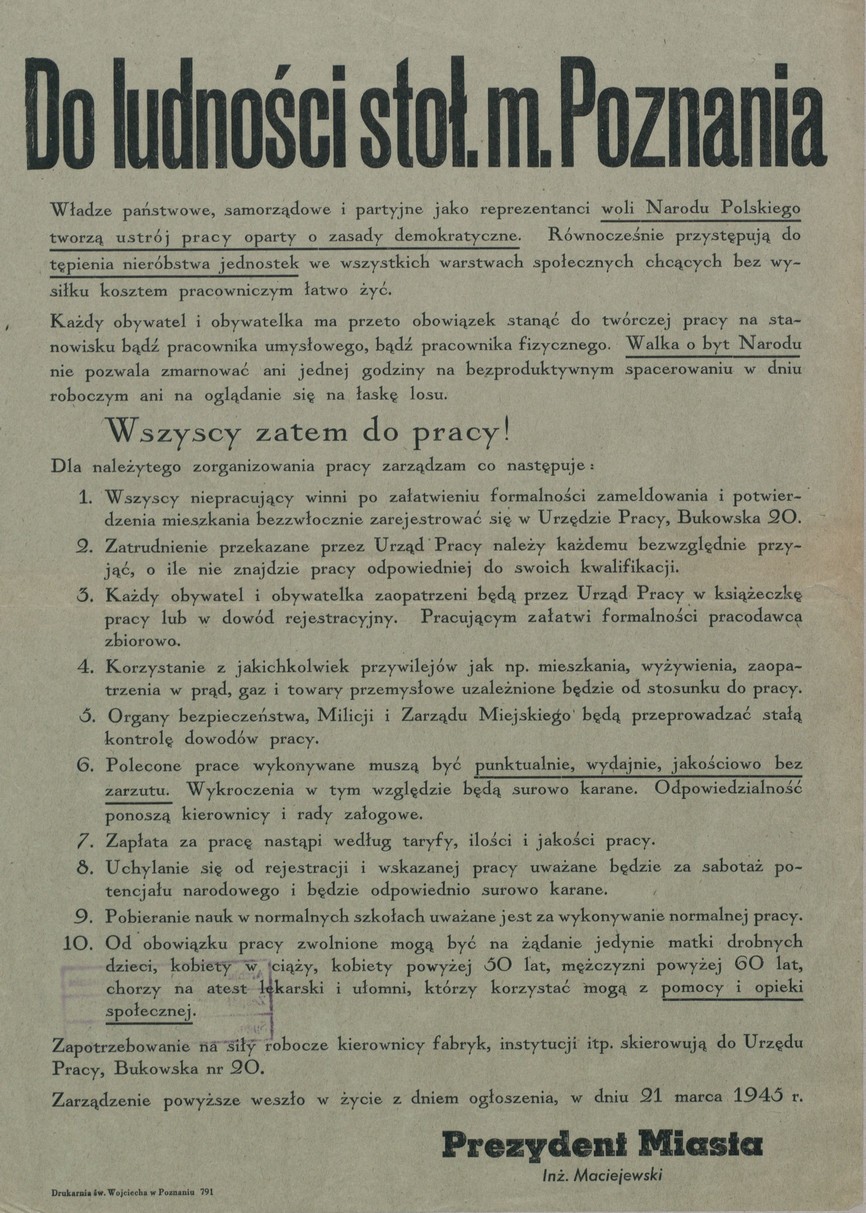 Do ludności stoł. m. Poznania
Władze państwowe, samorządowe i partyjne jako reprezentanci woli Narodu Polskiego
tworzą ustrój pracy oparty o zasady demokratyczne. Równocześnie przystępują do
tępienia nieróbstwa jednostek we wszystkich warstwach społecznych chcących bez wy-
siłku kosztem pracowniczym łatwo żyć.
Każdy obywatel i obywatelka ma przeto obowiązek stanąć do twórczej pracy na sta-
nowisku bądź pracownika umysłowego, bądź pracownika fizycznego. Walka o byt Narodu
nie pozwala zmarnować ani jednej godziny na bezproduktywnym spacerowaniu w dniu
roboczym ani na oglądanie się na łaskę losu.
Wszyscy zatem do pracy!
Dla należytego zorganizowania pracy zarządzam co następuje:
1. Wszyscy niepracujący winni po załatwieniu formalności zameldowania i potwier-
dzenia mieszkania bezzwłocznie zarejestrować się w Urzędzie Pracy, Bukowska 20.
2. Zatrudnienie przekazane przez Urząd Pracy należy każdemu bezwzględnie przy-
jąć, o ile nie znajdzie pracy odpowiedniej do swoich kwalifikacji.
3. Każdy obywatel i obywatelka zaopatrzeni będą przez Urząd Pracy w książeczkę
pracy lub w dowód rejestracyjny. Pracującym załatwi formalności pracodawca
zbiorowo.
4. Korzystanie z jakichkolwiek przywilejów jak np. mieszkania, wyżywienia, zaopa-
trzenia w prąd, gaz i towary przemysłowe uzależnione będzie od stosunku do pracy.
5. Organy bezpieczeństwa, Milicji i Zarządu Miejskiego będą przeprowadzać stałą
kontrolę dowodów pracy.
6. Polecone prace wykonywane muszą być punktualnie, wydajnie, jakościowo bez
zarzutu. Wykroczenia w tym względzie będą surowo karane. Odpowiedzialność
ponoszą kierownicy i rady załogowe.
7. Zapłata za pracę nastąpi według taryfy, ilości i jakości pracy.
8. Uchylanie się od rejestracji i wskazanej pracy uważane będzie za sabotaż po-
tencjału narodowego i będzie odpowiednio surowo karane.
9. Pobieranie nauk w normalnych szkołach uważane jest za wykonywanie normalnej pracy.
10. Od obowiązku pracy zwolnione mogą być na żądanie jedynie matki drobnych
dzieci, kobiety w ciąży, kobiety powyżej 50 lat, mężczyzni powyżej 60 lat,
chorzy na atest lekarski i ułomni, którzy korzystać mogą z pomocy i opieki
społecznej.
Zapotrzebowanie na siły robocze kierownicy fabryk, instytucji itp. skierowują do Urzędu
Pracy, Bukowska nr 20.
Zarządzenie powyższe weszło w życie z dniem ogłoszenia, w dniu 21 marca 1945 r.
Prezydent Miasta
Inż. Maciejewski
Drukarnia św. Wojciecha w Poznaniu 791